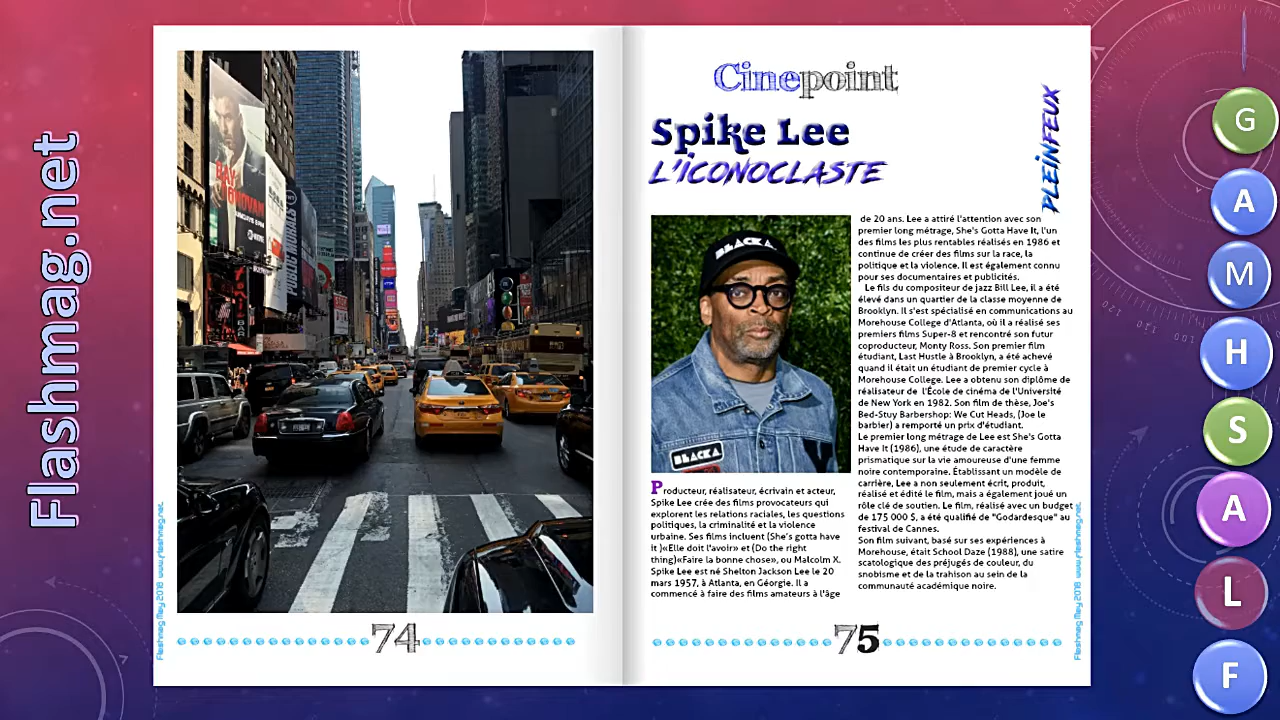 Flashmag.net
RAY
DONOVAN
74
Flashmag May 2018 www.flashmag.net
Cinepoint
Spike Lee
L'ICONOCLASTE
PLEINFEUX
BLACKA.
BLACKA
Producteur, réalisateur, écrivain et acteur,
Spike Lee crée des films provocateurs qui
explorent les relations raciales, les questions
politiques, la criminalité et la violence
urbaine. Ses films incluent (She's gotta have
it )«Elle doit l'avoir» et (Do the right
thing)«Faire la bonne chose», ou Malcolm X.
Spike Lee est né Shelton Jackson Lee le 20
mars 1957, à Atlanta, en Géorgie. Il a
commencé à faire des films amateurs à l'âge
de 20 ans. Lee a attiré l'attention avec son
premier long métrage, She's Gotta Have It, l'un
des films les plus rentables réalisés en 1986 et
continue de créer des films sur la race, la
politique et la violence. Il est également connu
pour ses documentaires et publicités.
Le fils du compositeur de jazz Bill Lee, il a été
élevé dans un quartier de la classe moyenne de
Brooklyn. Il s'est spécialisé en communications au
Morehouse College d'Atlanta, où il a réalisé ses
premiers films Super-8 et rencontré son futur
coproducteur, Monty Ross. Son premier film
étudiant, Last Hustle à Brooklyn, a été achevé
quand il était un étudiant de premier cycle à
Morehouse College. Lee a obtenu son diplôme de
réalisateur de l'École de cinéma de l'Université
de New York en 1982. Son film de thèse, Joe's
Bed-Stuy Barbershop: We Cut Heads, (Joe le
barbier) a remporté un prix d'étudiant.
Le premier long métrage de Lee est She's Gotta
Have It (1986), une étude de caractère
prismatique sur la vie amoureuse d'une femme
noire contemporaine. Établissant un modèle de
carrière, Lee a non seulement écrit, produit,
réalisé et édité le film, mais a également joué un
rôle clé de soutien. Le film, réalisé avec un budget
de 175 000 $, a été qualifié de "Godardesque" au
festival de Cannes.
Son film suivant, basé sur ses expériences à
Morehouse, était School Daze (1988), une satire
scatologique des préjugés de couleur, du
snobisme et de la trahison au sein de la
communauté académique noire.
75
Flashmag May 2018 www.flashmag.net
G
A
M
H
S
A
L
F